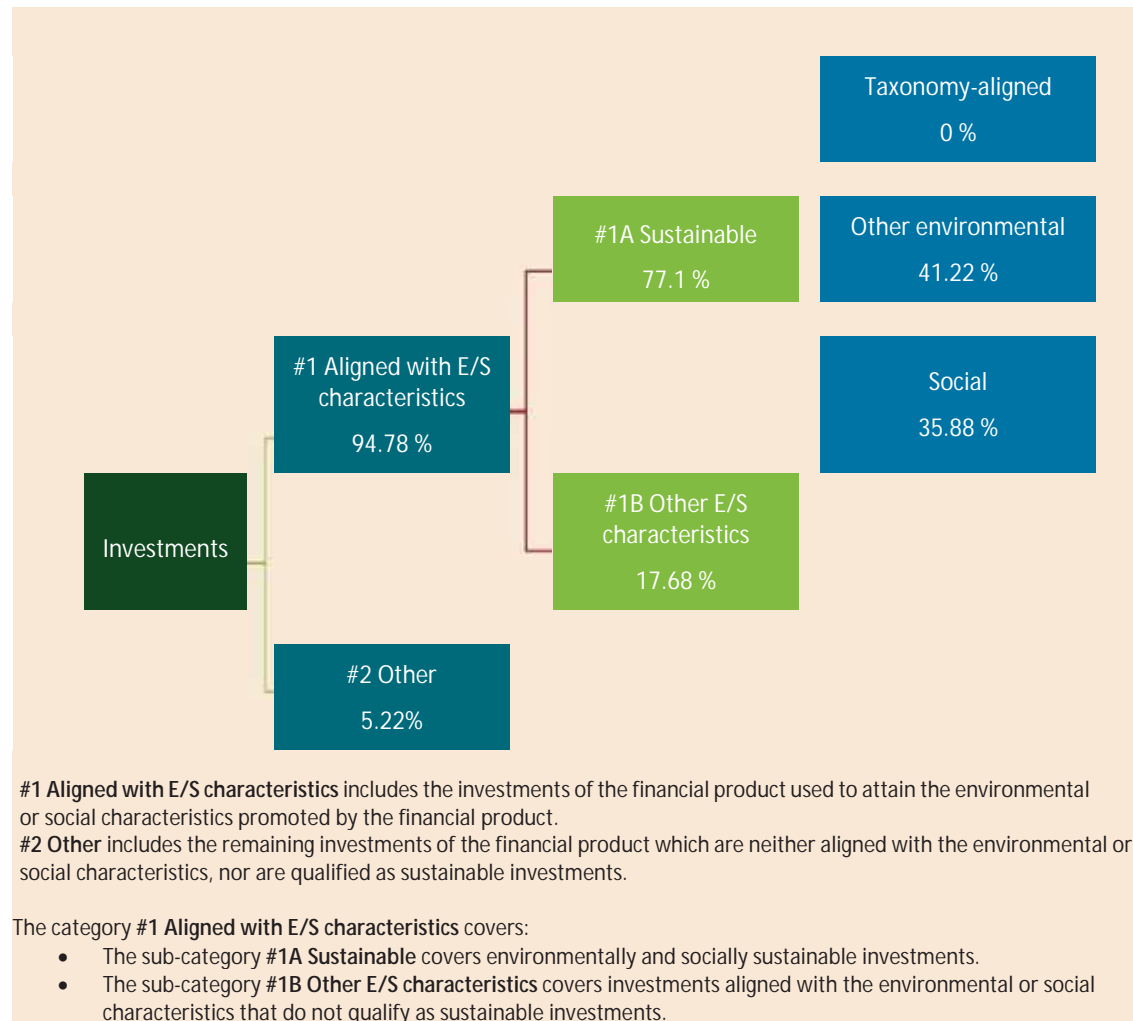 Taxonomy-aligned
0 %
#1A Sustainable
77.1 %
Other environmental
41.22 %
#1 Aligned with E/S
characteristics
94.78 %
Social
35.88 %
Investments
#1B Other E/S
characteristics
17.68 %
#2 Other
5.22%
#1 Aligned with E/S characteristics includes the investments of the financial product used to attain the environmental
or social characteristics promoted by the financial product.
#2 Other includes the remaining investments of the financial product which are neither aligned with the environmental or
social characteristics, nor are qualified as sustainable investments.
The category #1 Aligned with E/S characteristics covers:
• The sub-category #1A Sustainable covers environmentally and socially sustainable investments.
• The sub-category #1B Other E/S characteristics covers investments aligned with the environmental or social
characteristics that do not qualify as sustainable investments.